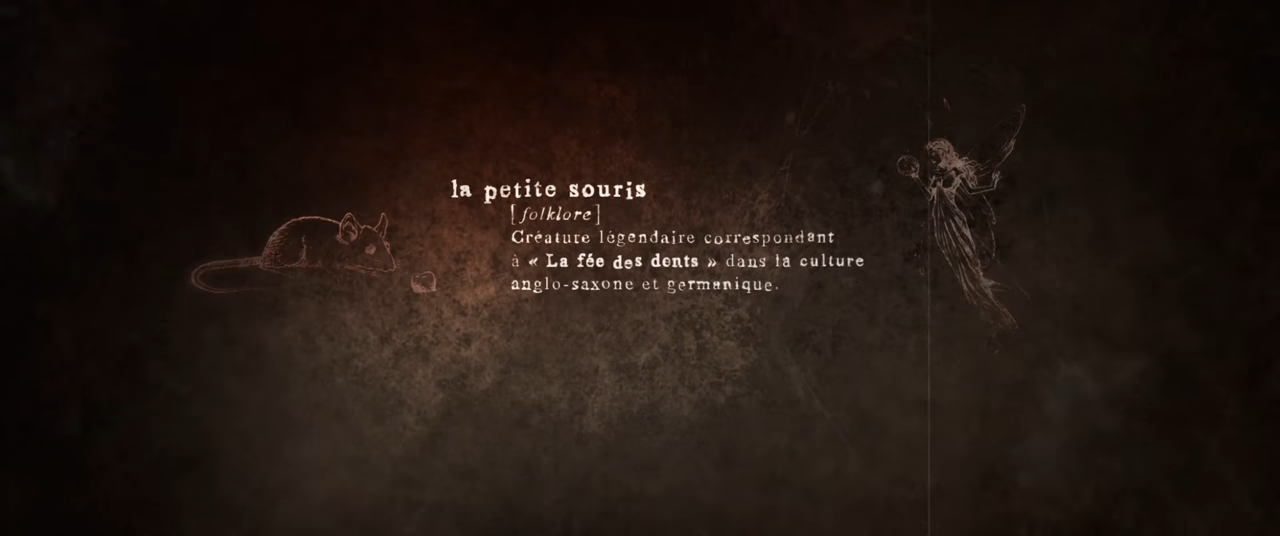 la petite souris
[folklore]
Créature légendaire correspondant
à « La fée des dents » dans la culture
anglo-saxone et germanique.